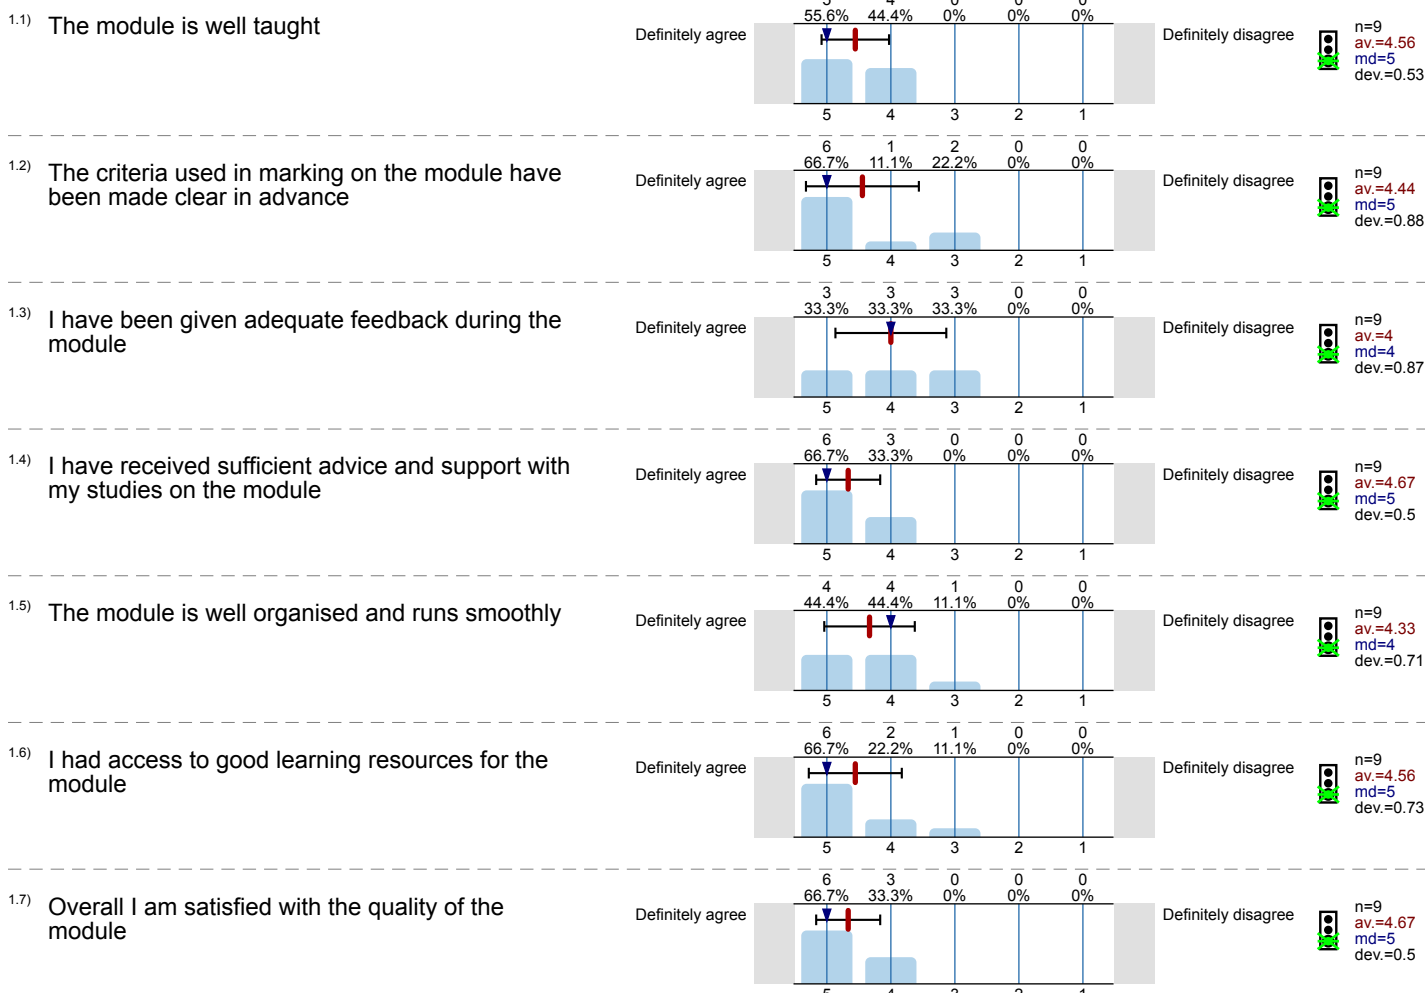 5 4 0 0 0
55.6% 44.4% 0% 0% 0%
1.1) The module is well taught
Definitely agree
Definitely disagree
n=9
av.=4.56
md=5
dev.=0.53
5 4 3 2 1
6 1 2 0 0
66.7% 11.1% 22.2% 0% 0%
1.2) The criteria used in marking on the module have
been made clear in advance
Definitely agree
Definitely disagree
n=9
av.=4.44
md=5
dev.=0.88
5 4 3 2 1
3 3 3 0 0
33.3% 33.3% 33.3% 0% 0%
1.3) I have been given adequate feedback during the
module
Definitely agree
Definitely disagree
n=9
av.=4
md=4
dev.=0.87
5 4 3 2 1
6 3 0 0 0
66.7% 33.3% 0% 0% 0%
1.4) I have received sufficient advice and support with
my studies on the module
Definitely agree
Definitely disagree
n=9
av.=4.67
md=5
dev.=0.5
5 4 3 2 1
4 4 1 0 0
44.4% 44.4% 11.1% 0% 0%
1.5) The module is well organised and runs smoothly
Definitely agree
Definitely disagree
n=9
av.=4.33
md=4
dev.=0.71
5 4 3 2 1
6 2 1 0 0
66.7% 22.2% 11.1% 0% 0%
1.6) I had access to good learning resources for the
module
Definitely agree
Definitely disagree
n=9
av.=4.56
md=5
dev.=0.73
5 4 3 2 1
6 3 0 0 0
66.7% 33.3% 0% 0% 0%
1.7) Overall I am satisfied with the quality of the
module
Definitely agree
Definitely disagree
n=9
av.=4.67
md=5
dev.=0.5
5 4 3 2 1